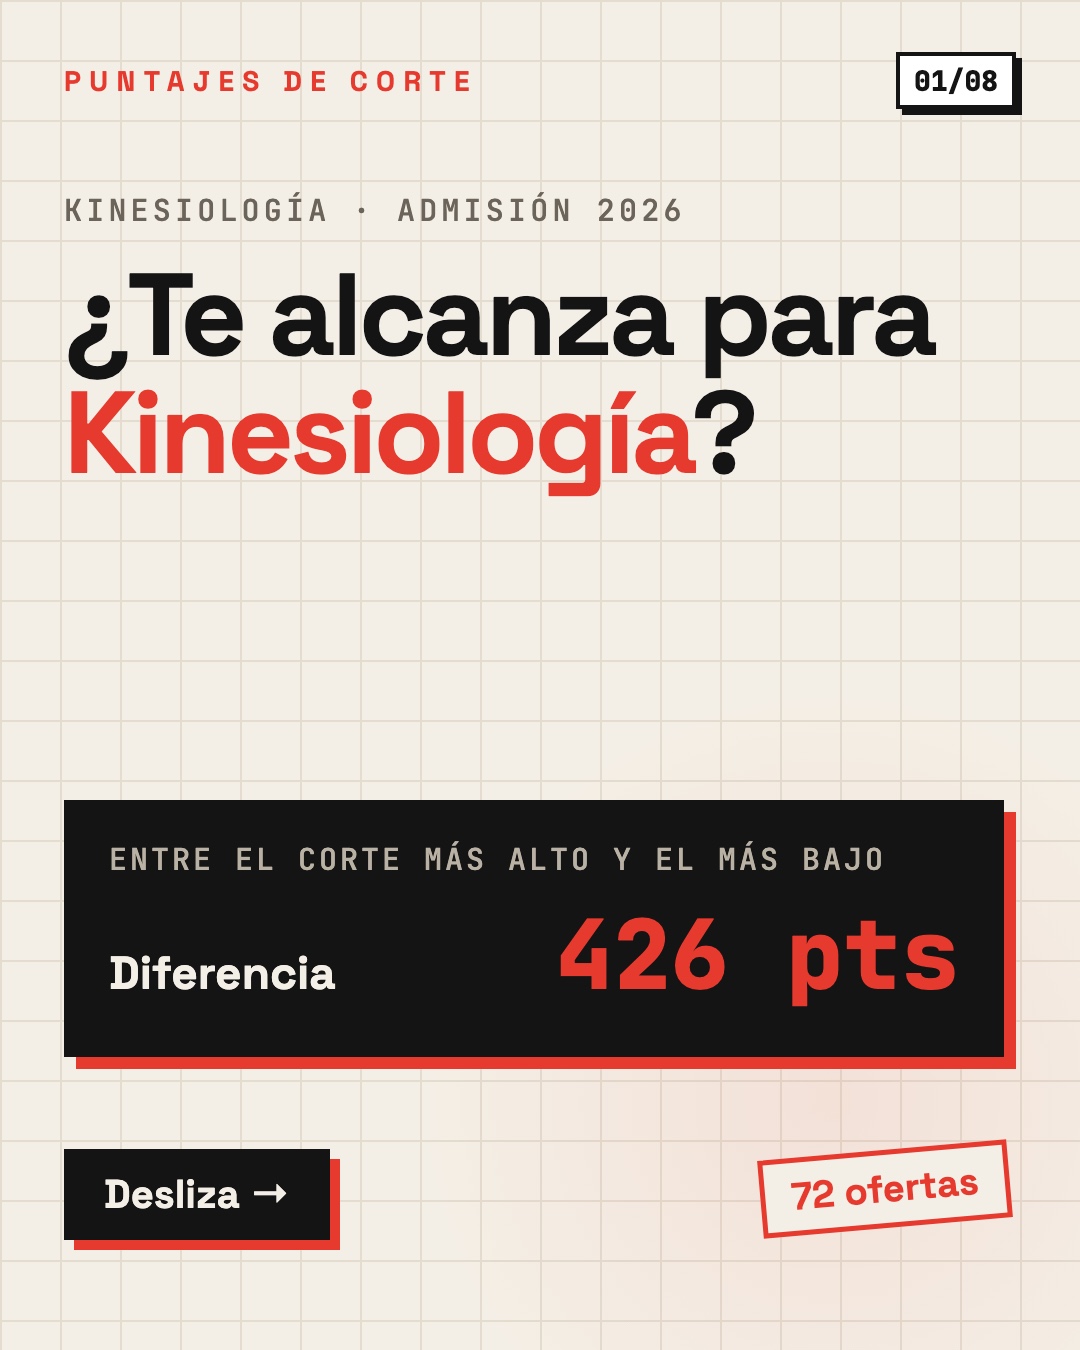 PUNTAJES DE CORTE
01/08
KINESIOLOGÍA · ADMISIÓN 2026
¿Te alcanza para
Kinesiología?
ENTRE EL CORTE MÁS ALTO Y EL MÁS BAJO
Diferencia 426 pts
Desliza →
72 ofertas